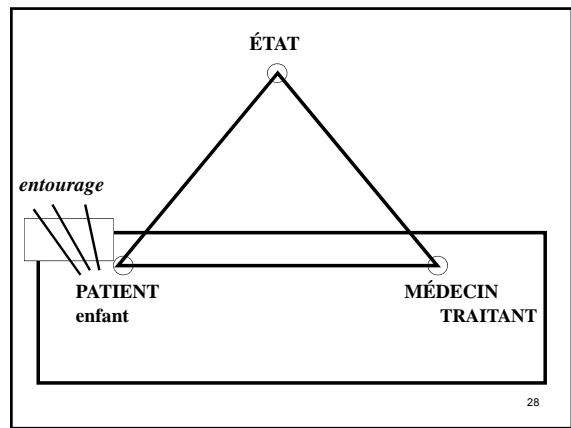 ÉTAT
entourage
PATIENT
enfant
MÉDECIN
TRAITANT
28